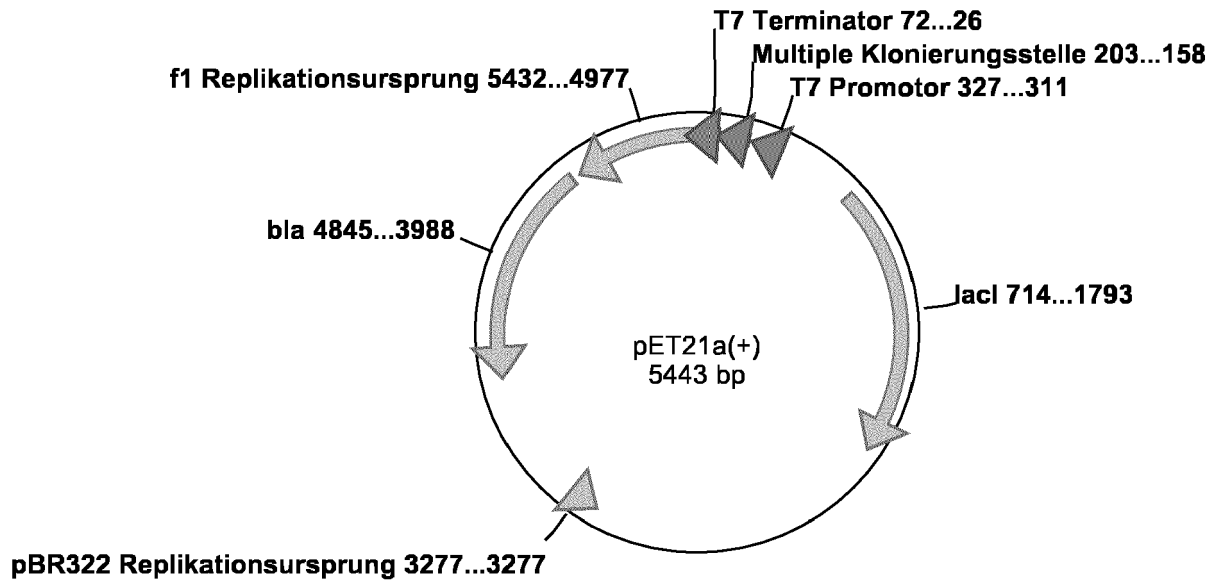 T7 Terminator 72...26
Multiple Klonierungsstelle 203...158
f1 Replikationsursprung 5432...4977
T7 Promotor 327...311
bla 4845...3988
lacI 714...1793
pET21a(+)
5443 bp
pBR322 Replikationsursprung 3277...3277